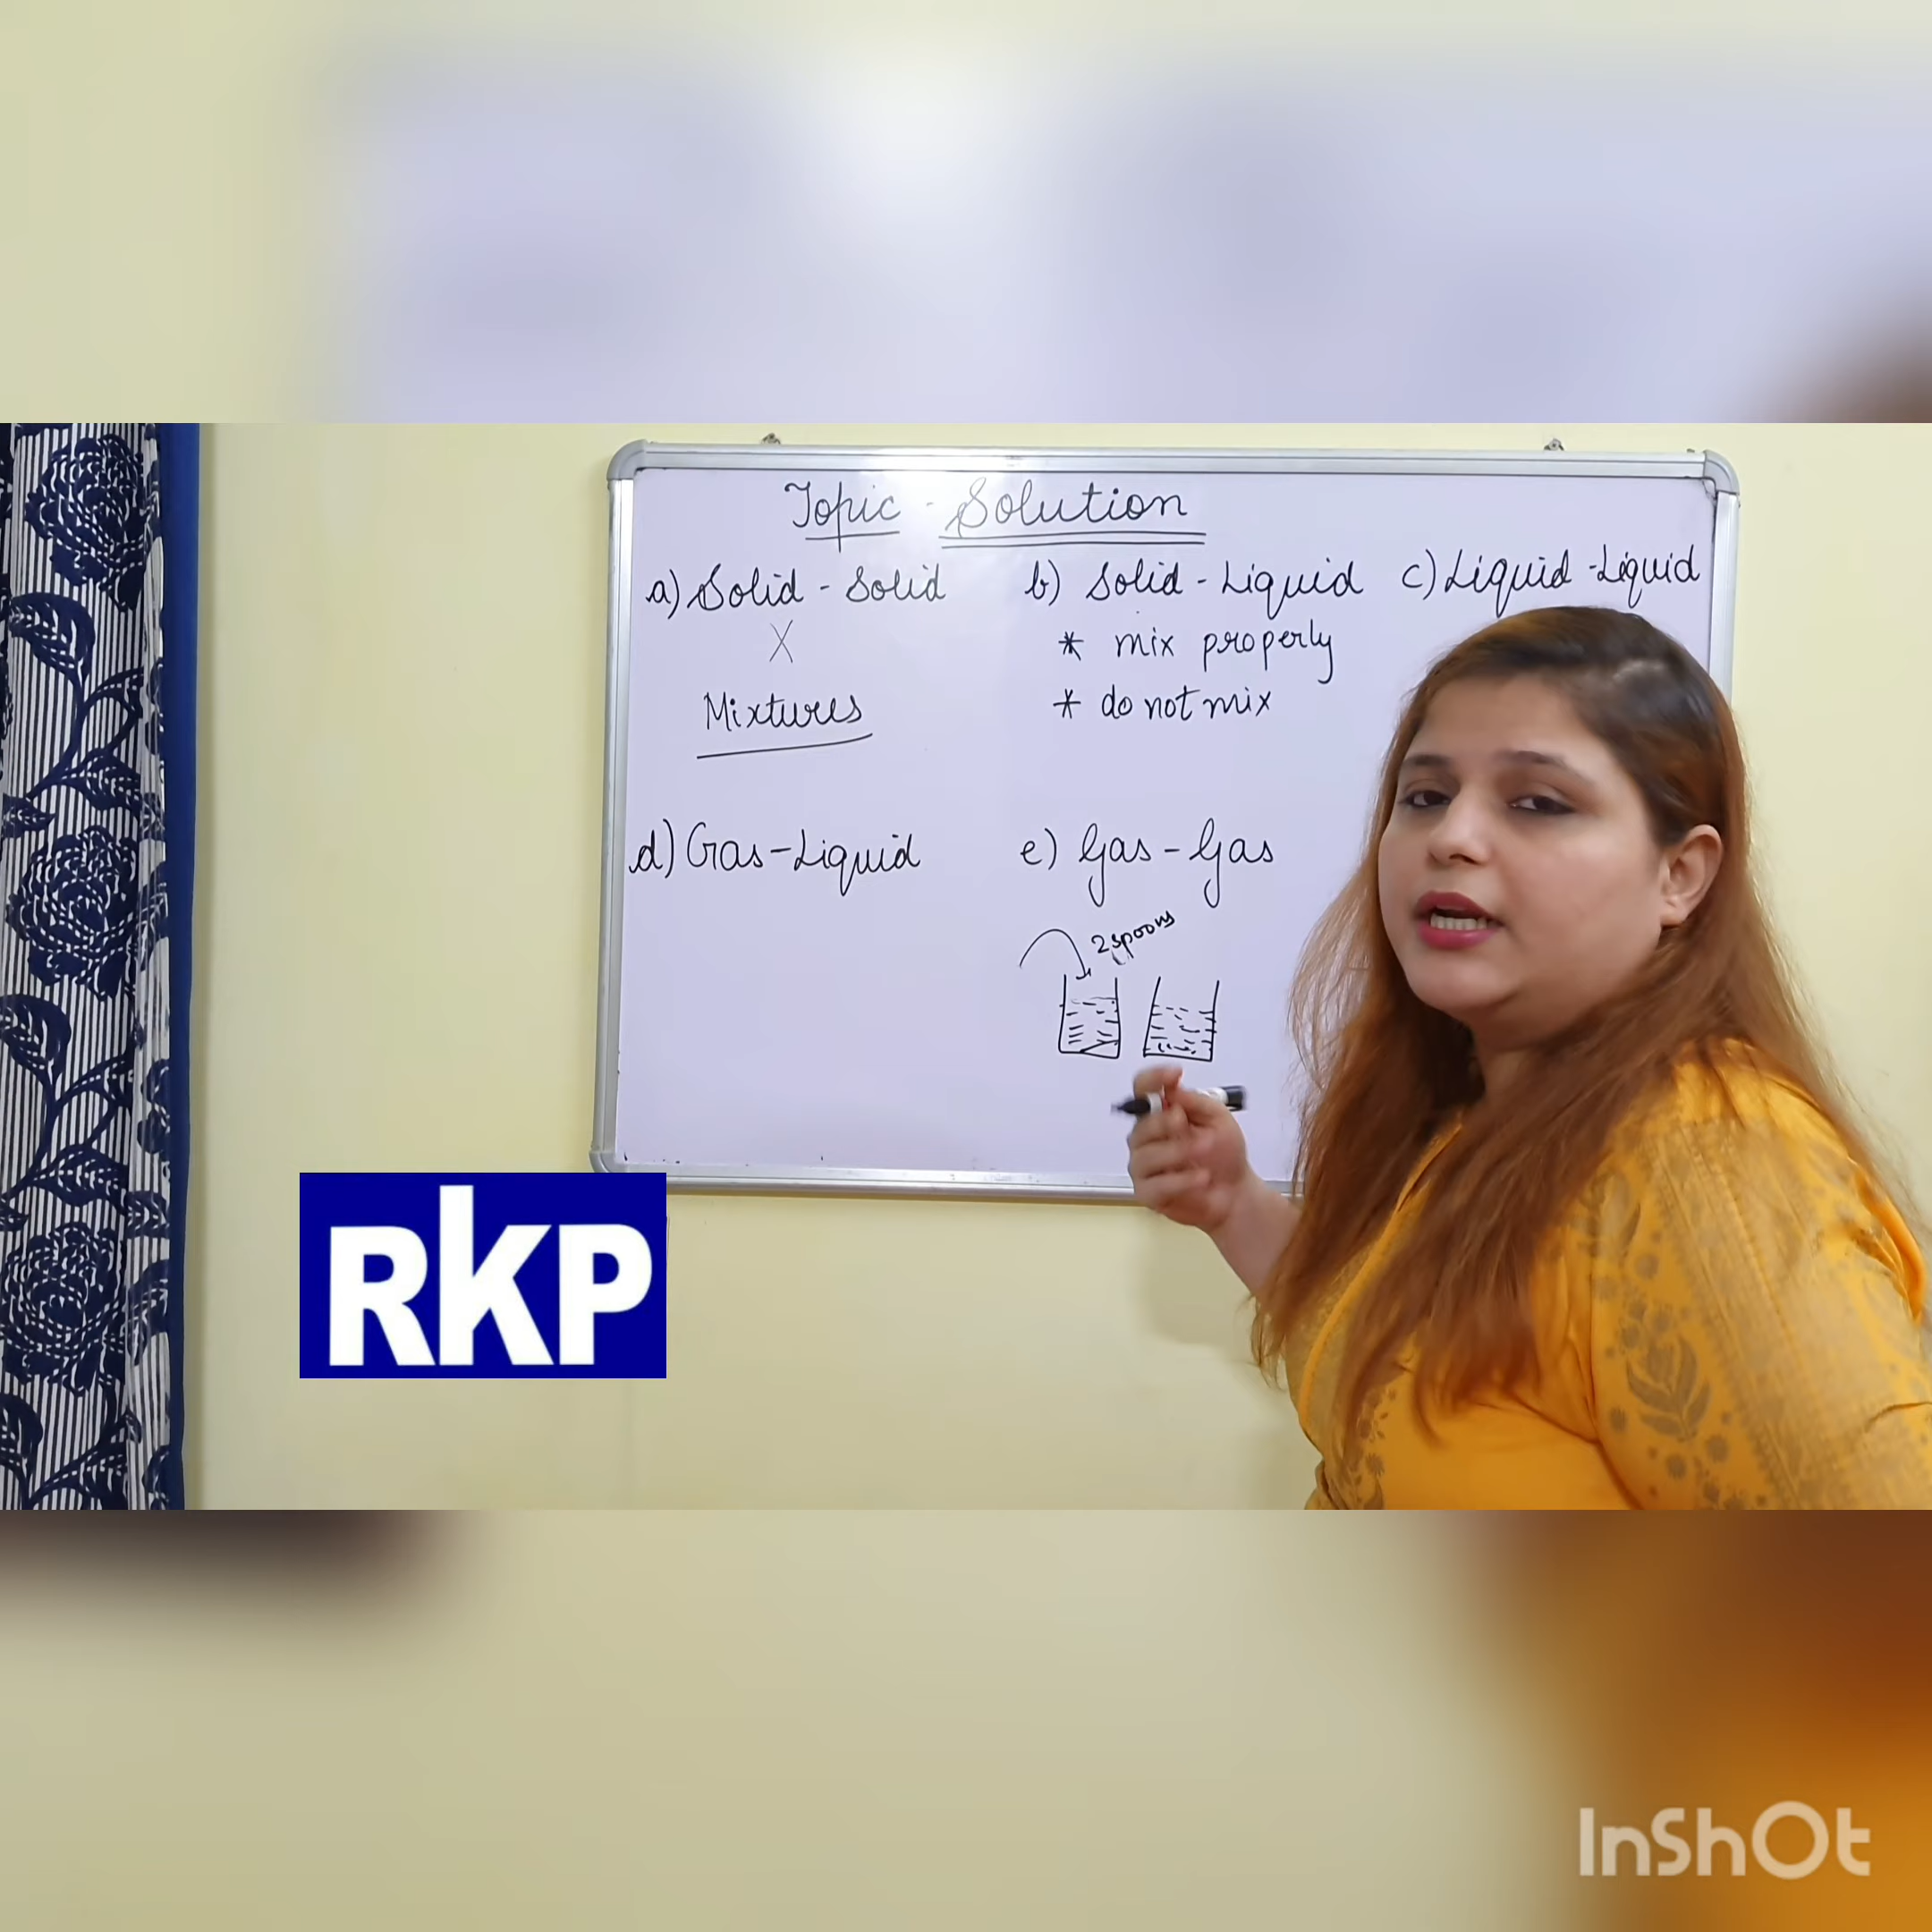 Topic - Solution
a) Solid - Solid
X
Mixtures
b) Solid - Liquid
* mix properly
* do not mix
c) Liquid - Liquid
d) Gas - Liquid
e) Gas - Gas
2 spoons
RKP
InShOt